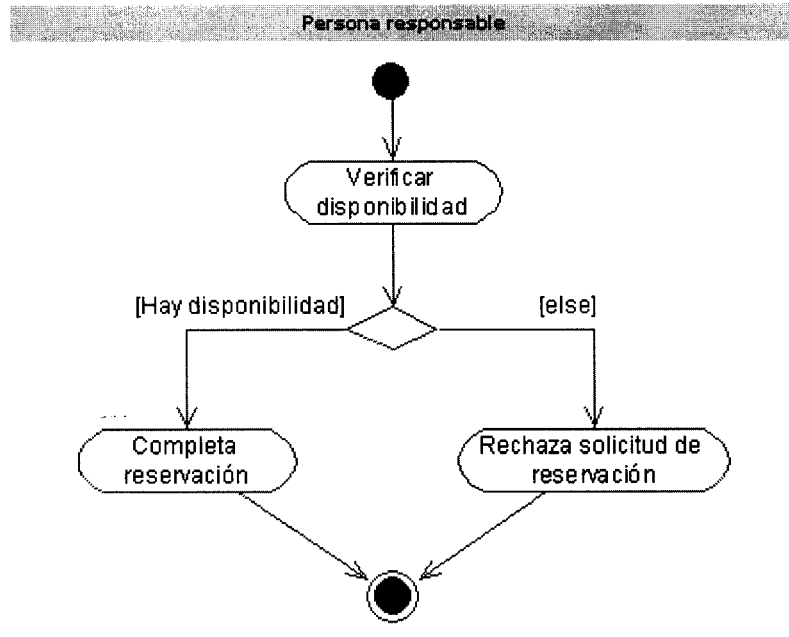 Persona responsable
Verificar
disponibilidad
[Hay disponibilidad]
[else]
Completa
reservación
Rechaza solicitud de
reservación